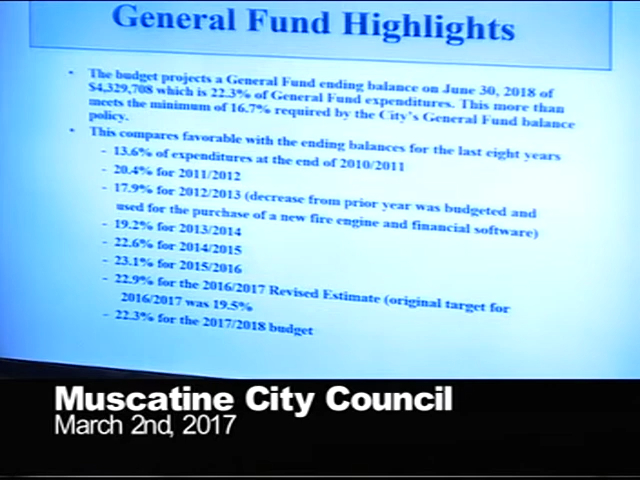 General Fund Highlights
• The budget projects a General Fund ending balance on June 30, 2018 of
$4,329,708 which is 22.3% of General Fund expenditures. This more than
meets the minimum of 16.7% required by the City's General Fund balance
policy.
• This compares favorable with the ending balances for the last eight years
- 13.6% of expenditures at the end of 2010/2011
- 20.4% for 2011/2012
- 17.9% for 2012/2013 (decrease from prior year was budgeted and
used for the purchase of a new fire engine and financial software)
- 19.2% for 2013/2014
- 22.6% for 2014/2015
- 23.1% for 2015/2016
- 22.9% for the 2016/2017 Revised Estimate (original target for
2016/2017 was 19.5%
- 22.3% for the 2017/2018 budget
Muscatine City Council
March 2nd, 2017